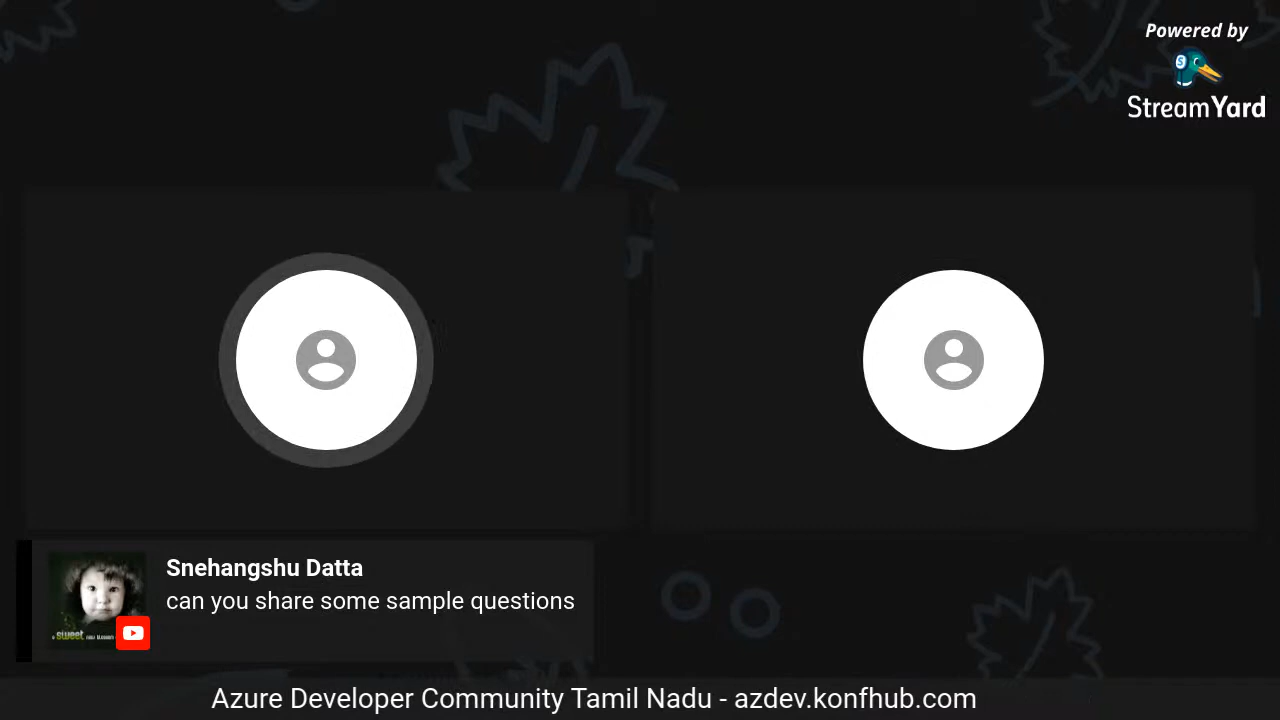 Powered by
StreamYard
Snehangshu Datta
can you share some sample questions
Azure Developer Community Tamil Nadu - azdev.konfhub.com